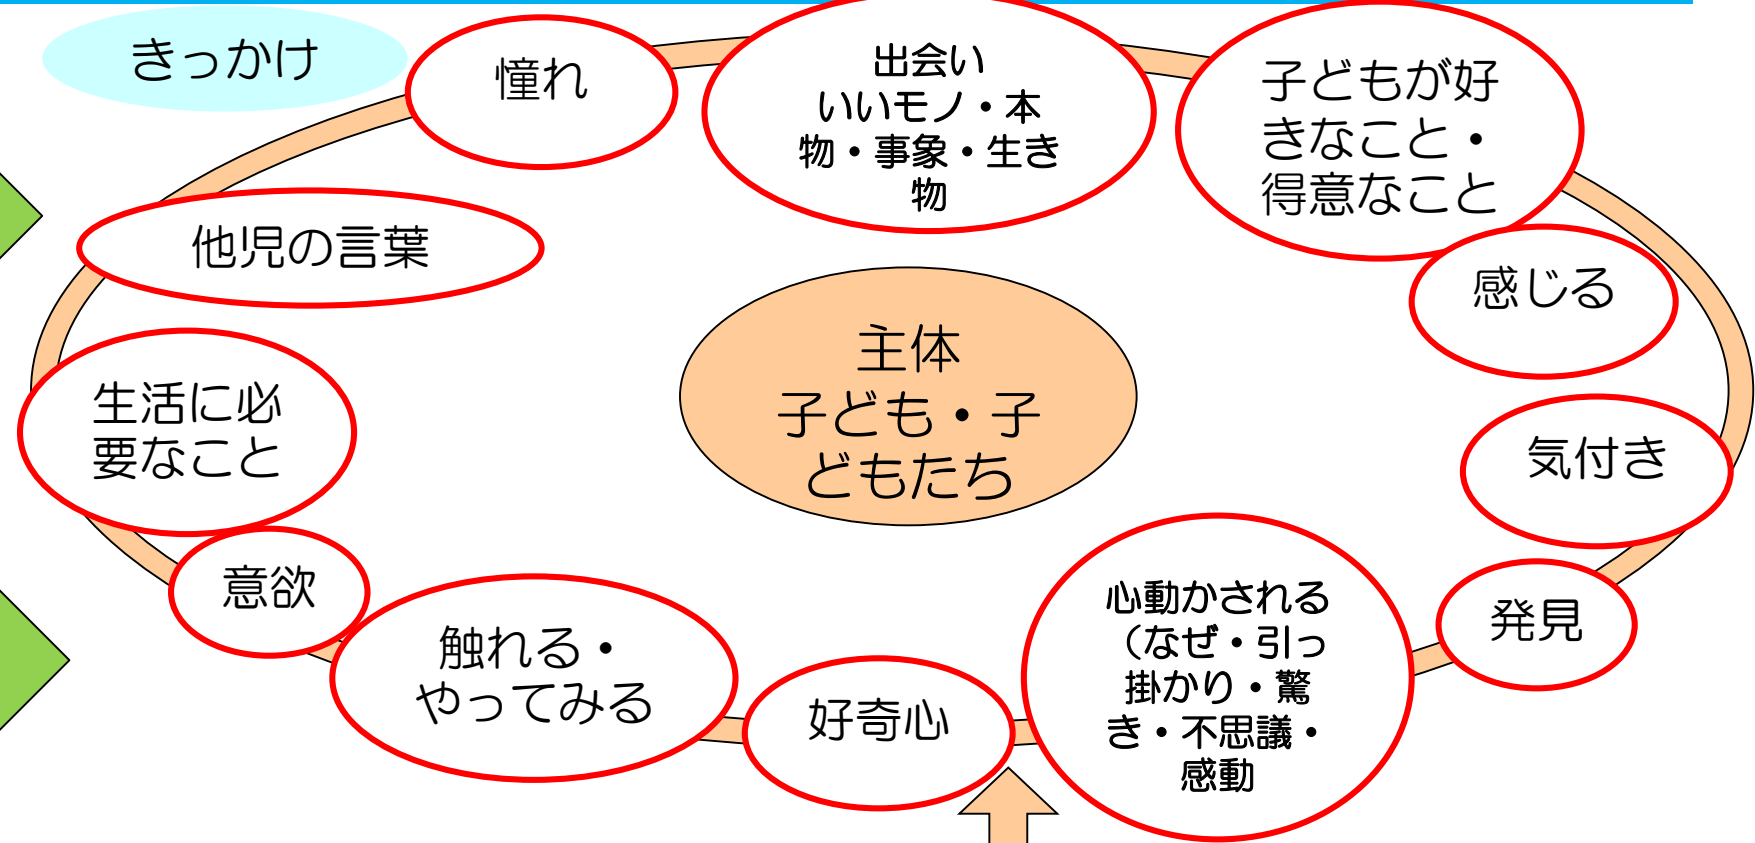 きっかけ
憧れ
出会い
いいモノ・本
物・事象・生き
物
子どもが好
きなこと・
得意なこと
他児の言葉
感じる
主体
子ども・子
どもたち
生活に必
要なこと
気付き
意欲
発見
触れる・
やってみる
好奇心
心動かされる
（なぜ・引っ
掛かり・驚
き・不思議・
感動